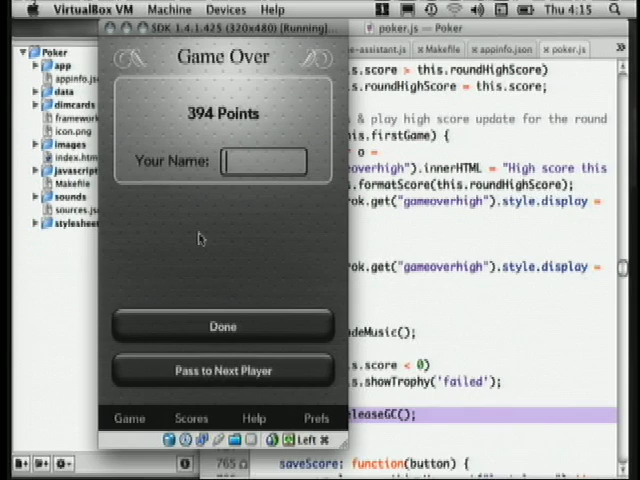 VirtualBox VM Machine Devices Help Thu 4:15
SDK 1.4.1.425 (320x480) [Running]...
poker.js — Poker
e-assistant.js Makefile appinfo.json poker.js
Poker
app
appinfo.js
data
dimcards
framework
icon.png
images
index.htm
javascript
Makefile
sounds
sources.js
stylesheet
Game Over
394 Points
Your Name:
Done
Pass to Next Player
Game Scores Help Prefs
Left ⌘
s.score > this.roundHighScore)
s.roundHighScore = this.score;
& play high score update for the round
s.firstGame) {
r o =
eoverhigh").innerHTML = "High score this
.formatScore(this.roundHighScore);
rok.get("gameoverhigh").style.display =
rok.get("gameoverhigh").style.display =
deMusic();
s.score < 0)
s.showTrophy('failed');
eleaseGC();
765
saveScore: function(button) {